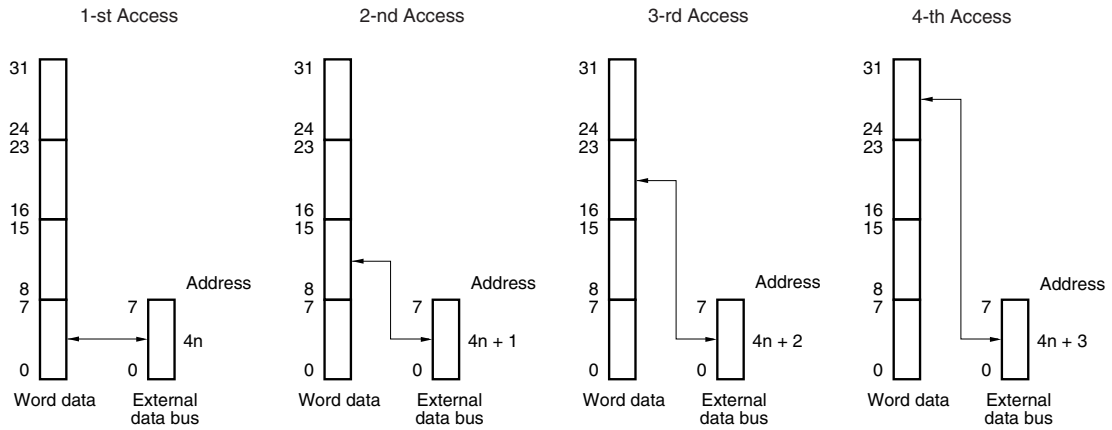 1-st Access
31
24
23
16
15
8
7
0
Word data
Address
7
4n
0
External
data bus
2-nd Access
31
24
23
16
15
8
7
0
Word data
Address
7
4n + 1
0
External
data bus
3-rd Access
31
24
23
16
15
8
7
0
Word data
Address
7
4n + 2
0
External
data bus
4-th Access
31
24
23
16
15
8
7
0
Word data
Address
7
4n + 3
0
External
data bus